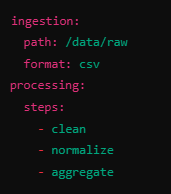 ingestion:
  path: /data/raw
  format: csv
processing:
  steps:
    - clean
    - normalize
    - aggregate